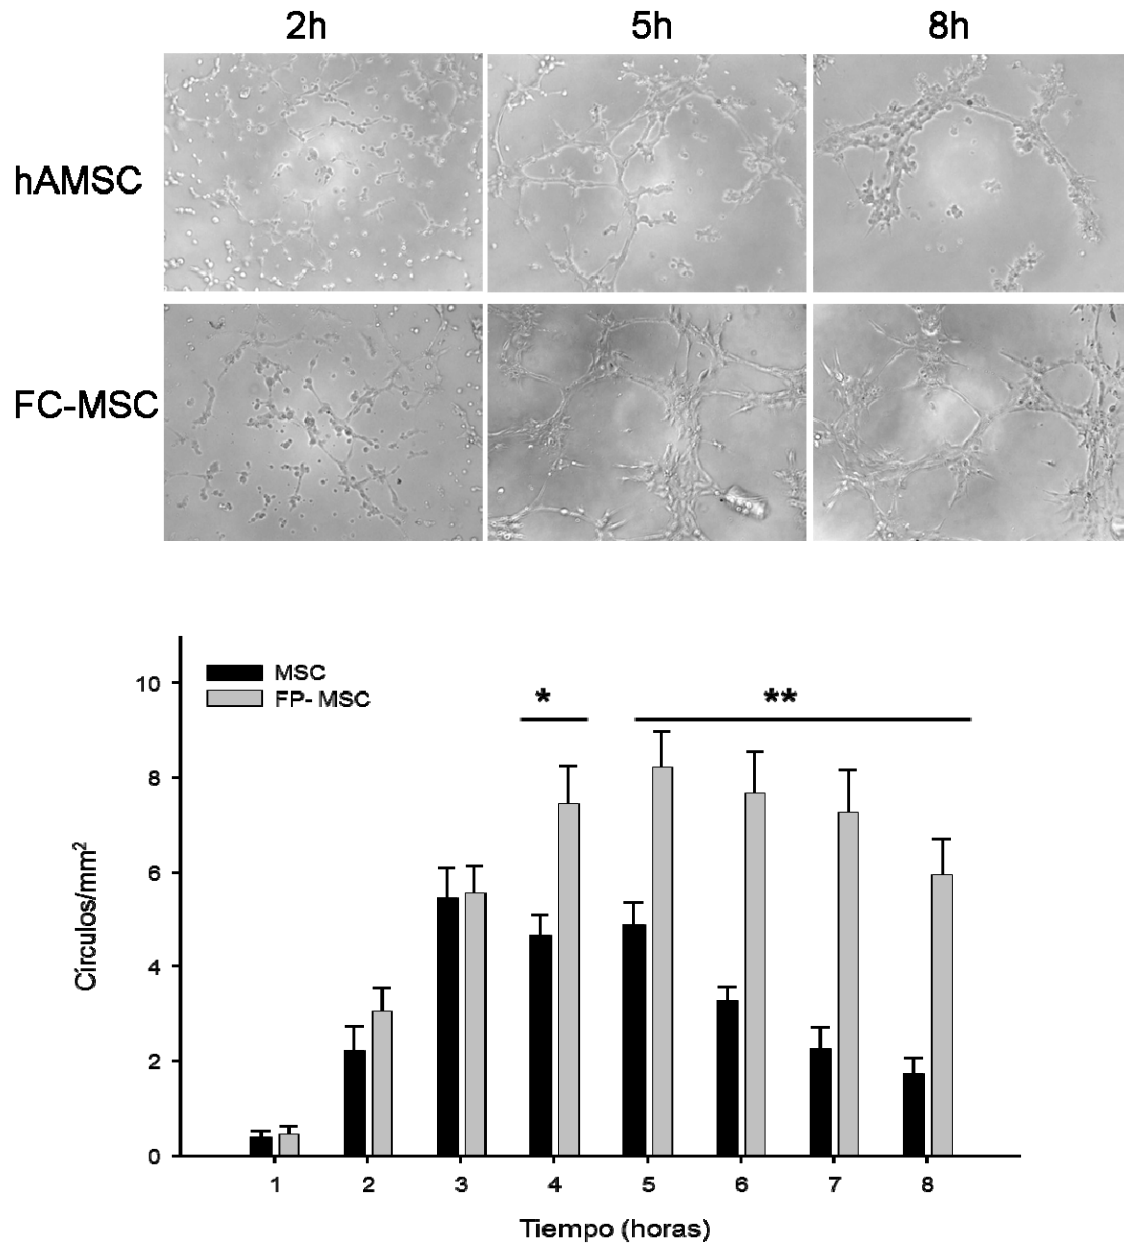 2h 5h 8h
hAMSC
FC-MSC
MSC
FP- MSC
* **
10
8
6
4
2
0
Círculos/mm²
1 2 3 4 5 6 7 8
Tiempo (horas)